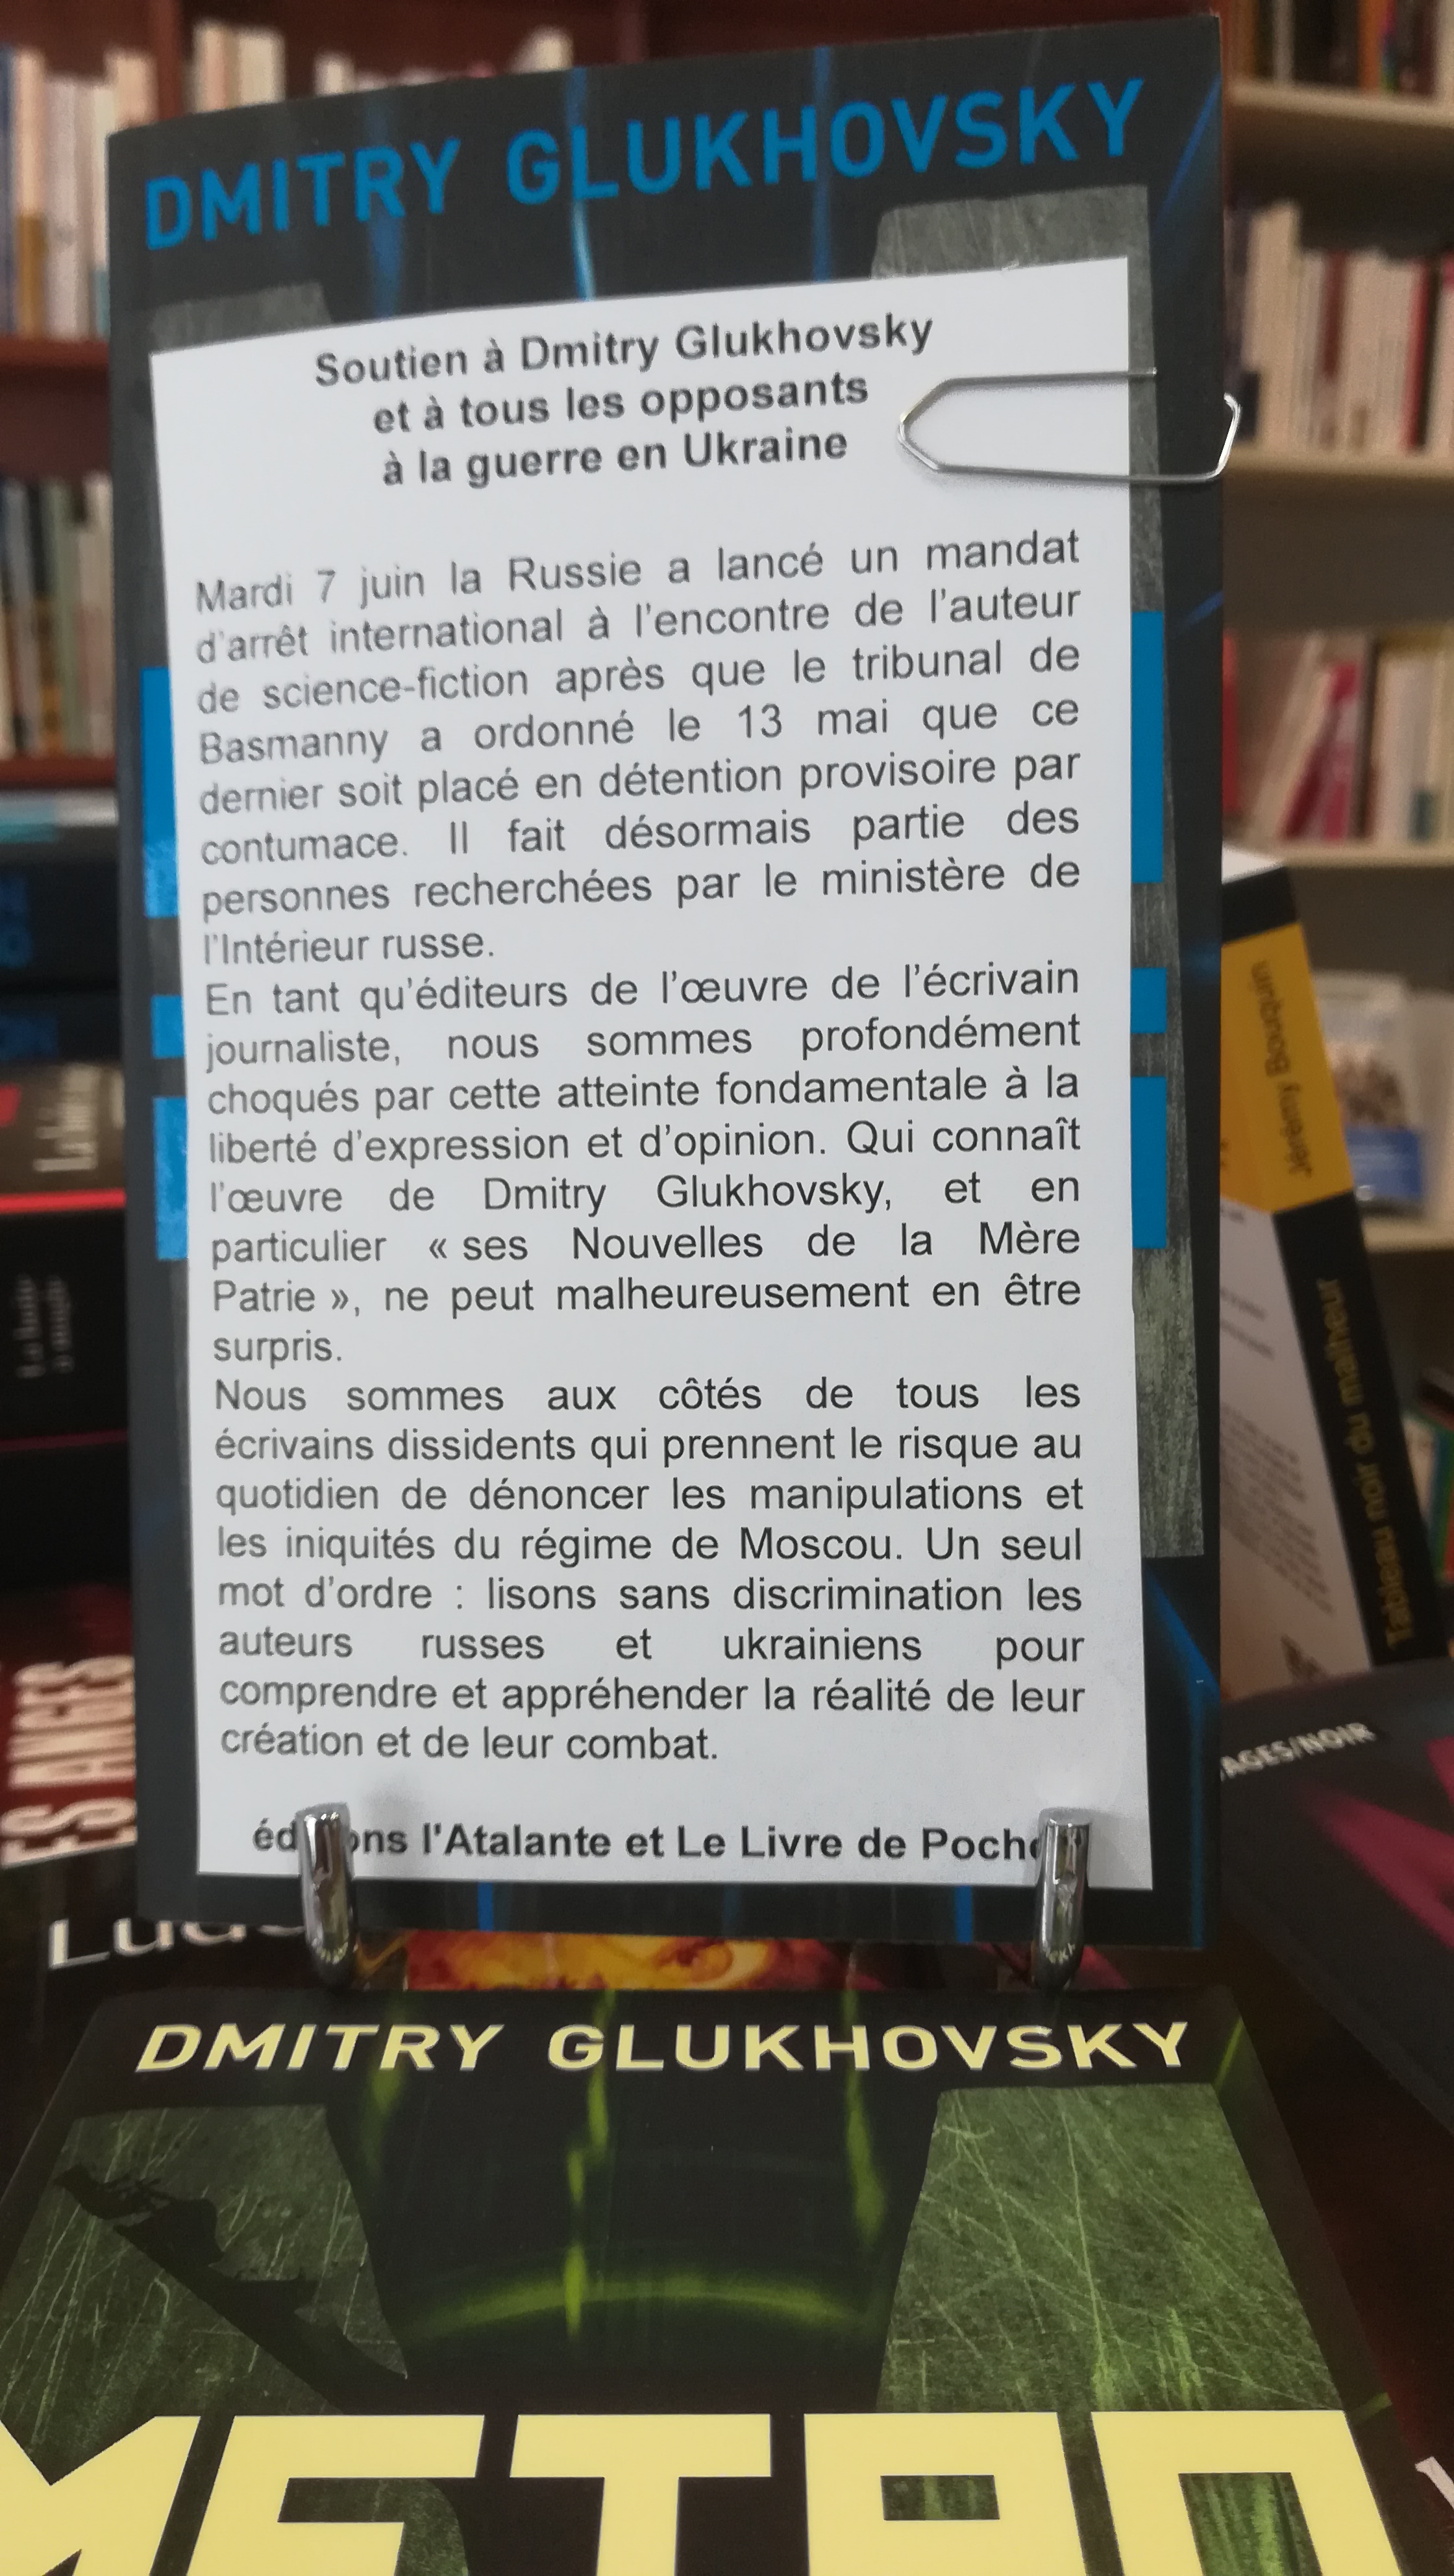 DMITRY GLUKHOVSKY
Soutien à Dmitry Glukhovsky
et à tous les opposants
à la guerre en Ukraine
Mardi 7 juin la Russie a lancé un mandat
d'arrêt international à l'encontre de l'auteur
de science-fiction après que le tribunal de
Basmanny a ordonné le 13 mai que ce
dernier soit placé en détention provisoire par
contumace. Il fait désormais partie des
personnes recherchées par le ministère de
l'Intérieur russe.
En tant qu'éditeurs de l'œuvre de l'écrivain
journaliste, nous sommes profondément
choqués par cette atteinte fondamentale à la
liberté d'expression et d'opinion. Qui connaît
l'œuvre de Dmitry Glukhovsky, et en
particulier « ses Nouvelles de la Mère
Patrie », ne peut malheureusement en être
surpris.
Nous sommes aux côtés de tous les
écrivains dissidents qui prennent le risque au
quotidien de dénoncer les manipulations et
les iniquités du régime de Moscou. Un seul
mot d'ordre : lisons sans discrimination les
auteurs russes et ukrainiens pour
comprendre et appréhender la réalité de leur
création et de leur combat.
éditions l'Atalante et Le Livre de Poche
DMITRY GLUKHOVSKY
METRO
Jérémy Bouquin
Tableau noir du malheur
ES ANGES
AGES/NOIR